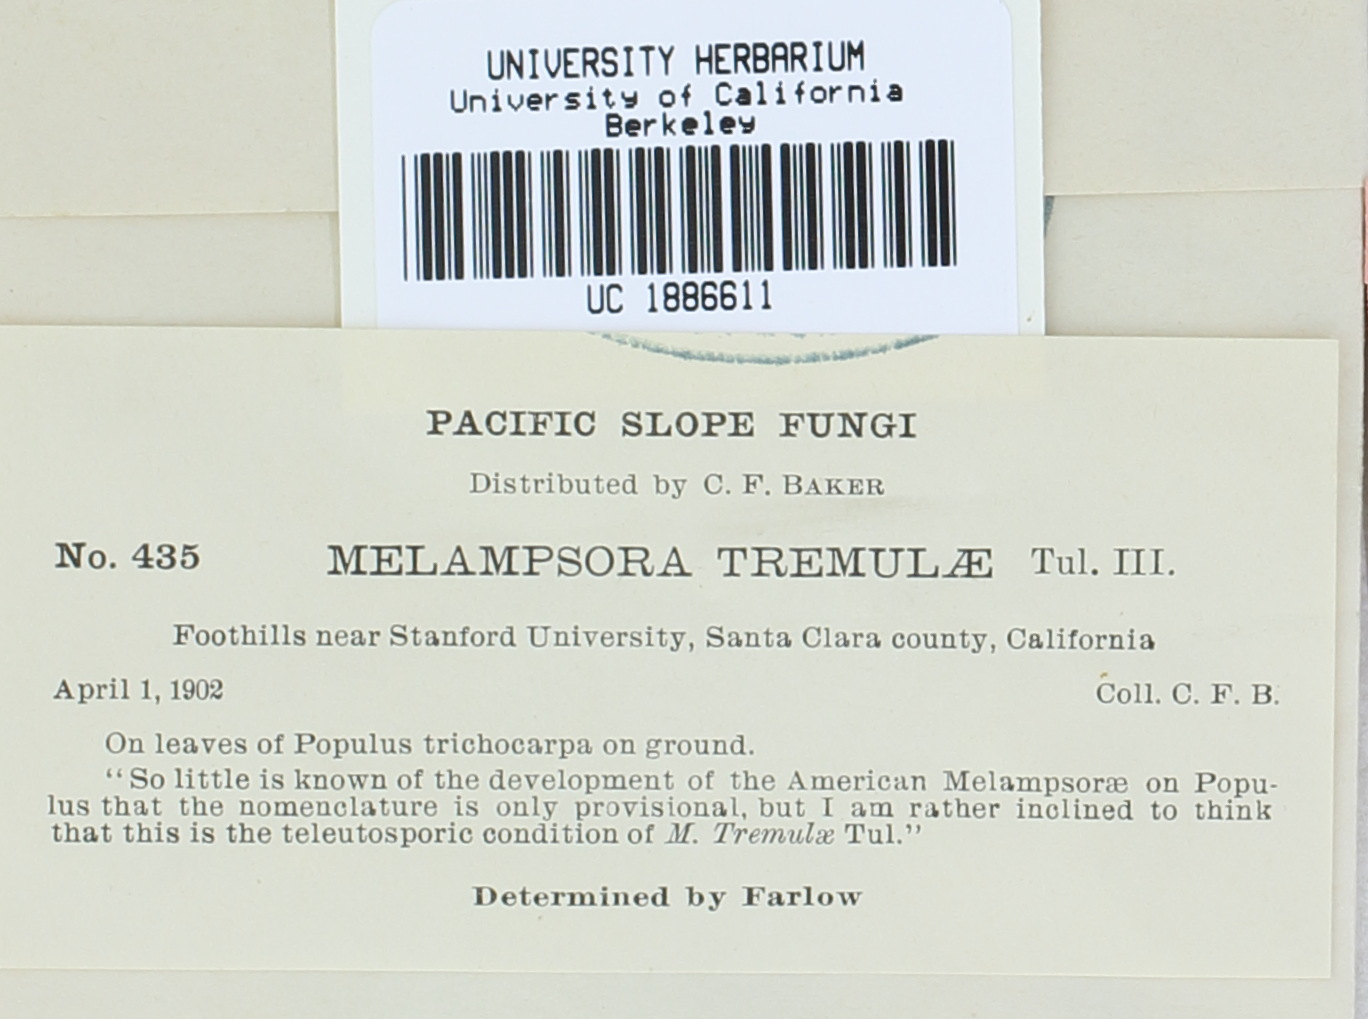 UNIVERSITY HERBARIUM
University of California
Berkeley
UC 1886611
PACIFIC SLOPE FUNGI
Distributed by C. F. BAKER
No. 435 MELAMPSORA TREMULÆ Tul. III.
Foothills near Stanford University, Santa Clara county, California
April 1, 1902 Coll. C. F. B.
On leaves of Populus trichocarpa on ground.
“So little is known of the development of the American Melampsoræ on Popu-
lus that the nomenclature is only provisional, but I am rather inclined to think
that this is the teleutosporic condition of M. Tremulæ Tul.”
Determined by Farlow